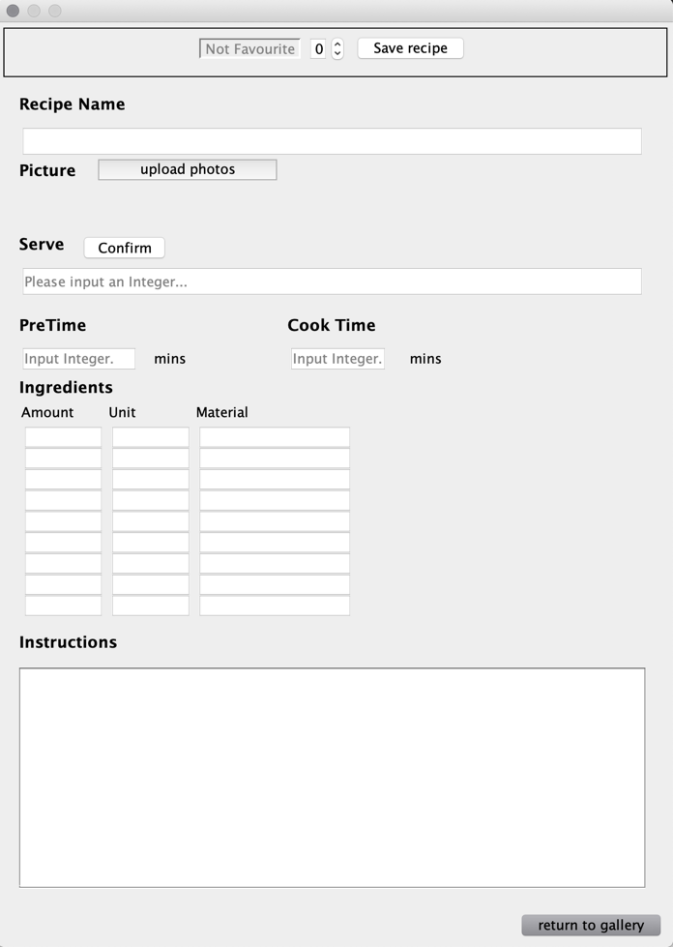 Not Favourite 0 Save recipe
Recipe Name
Picture upload photos
Serve Confirm
Please input an Integer...
PreTime Cook Time
Input Integer. mins Input Integer. mins
Ingredients
Amount Unit Material
Instructions
return to gallery